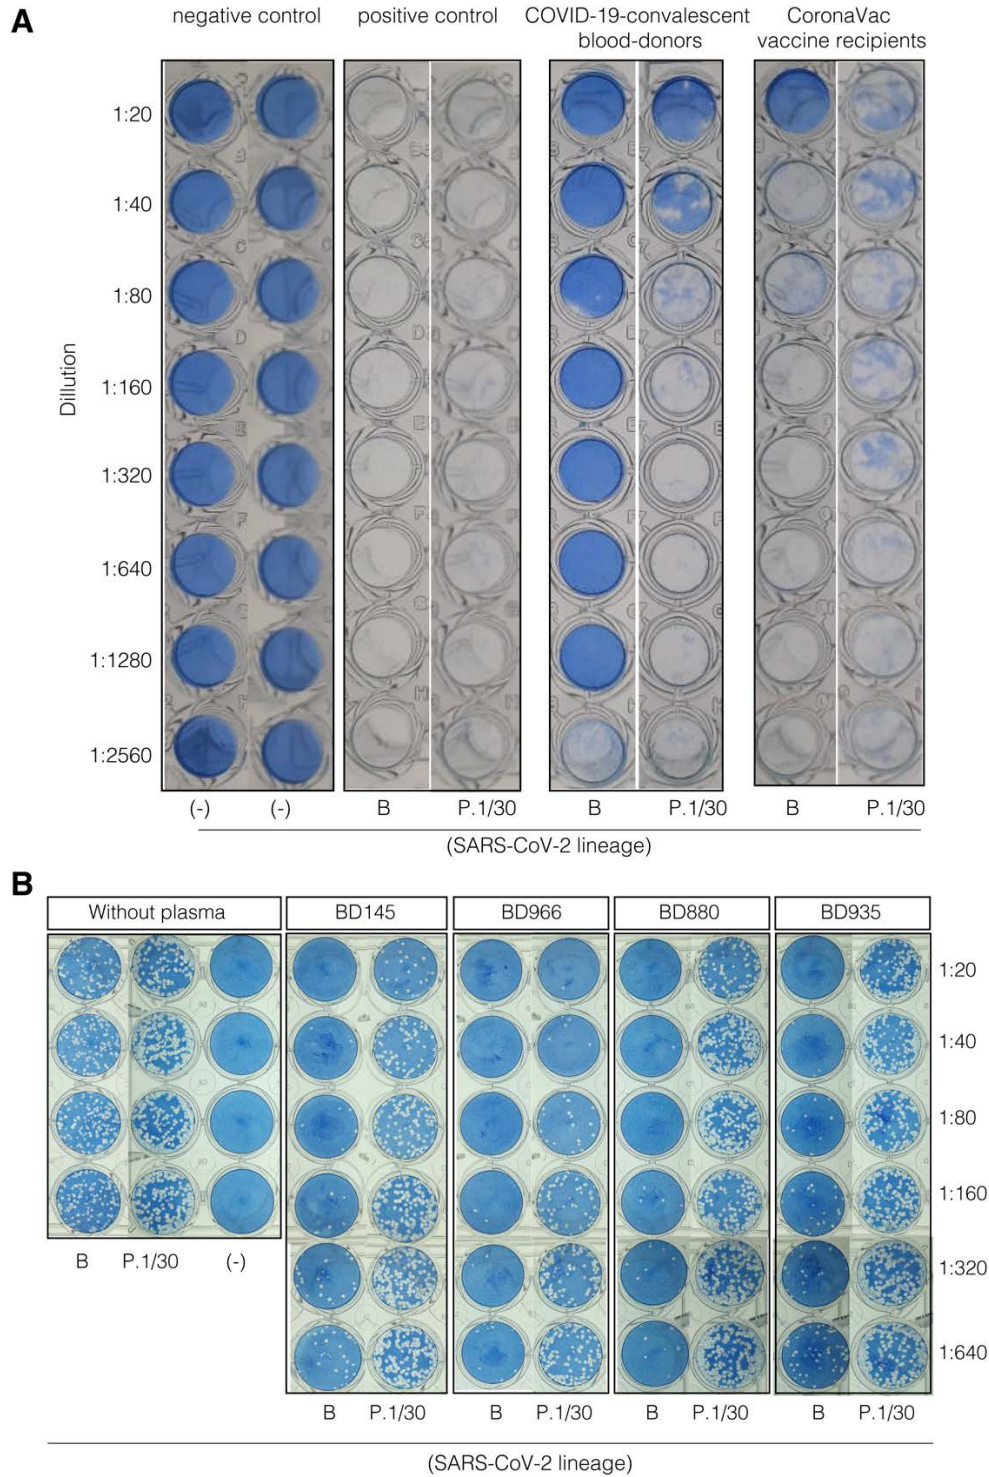 A
negative control
positive control
COVID-19-convalescent
blood-donors
CoronaVac
vaccine recipients
Dillution
1:20
1:40
1:80
1:160
1:320
1:640
1:1280
1:2560
(-) (-) B P.1/30 B P.1/30 B P.1/30
(SARS-CoV-2 lineage)
B
Without plasma
BD145
BD966
BD880
BD935
1:20
1:40
1:80
1:160
1:320
1:640
B P.1/30 (-)
B P.1/30 B P.1/30 B P.1/30 B P.1/30
(SARS-CoV-2 lineage)